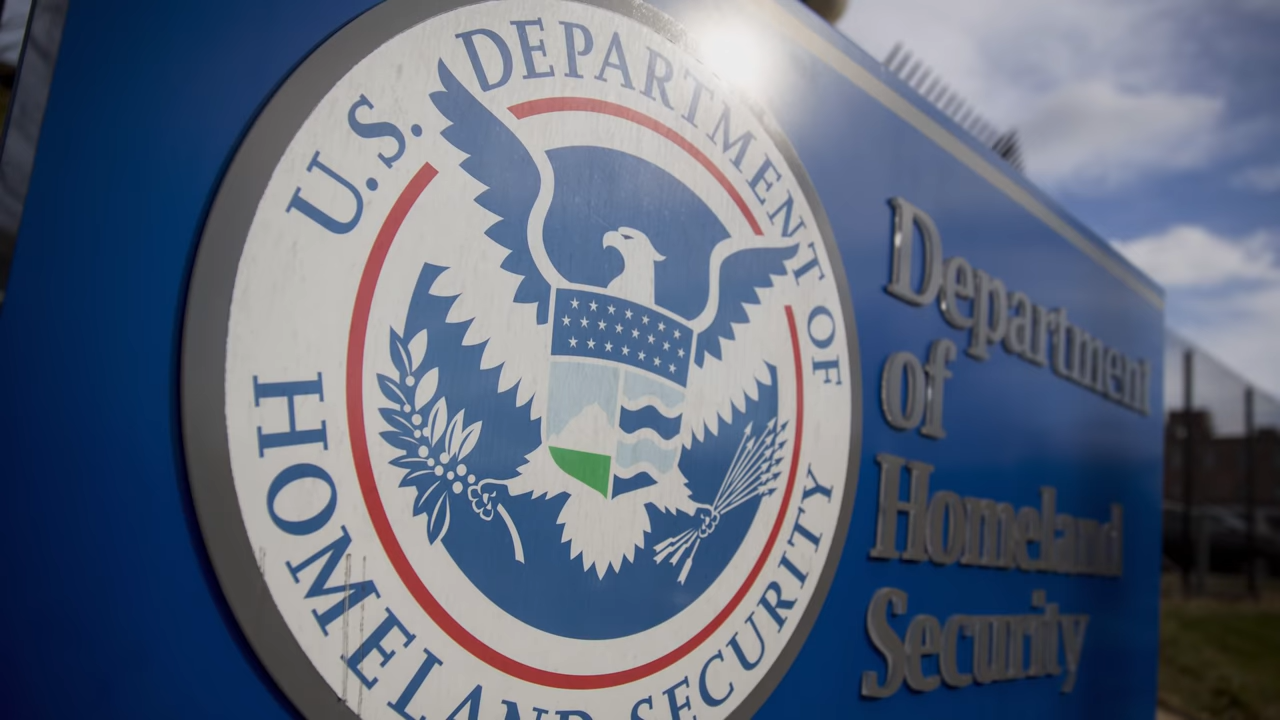 U.S. DEPARTMENT OF
HOMELAND SECURITY
Department
of
Homeland
Security